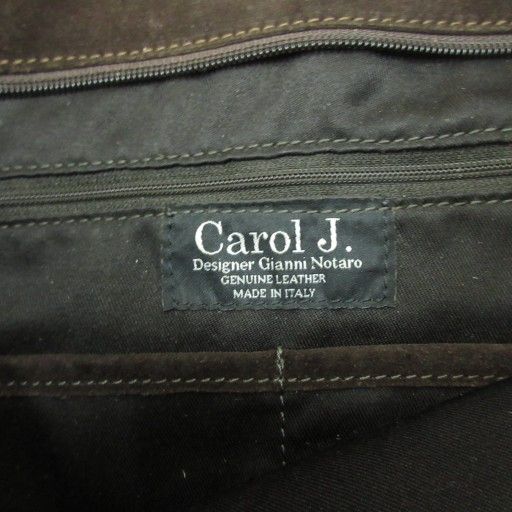 Carol J.
Designer Gianni Notaro
GENUINE LEATHER
MADE IN ITALY